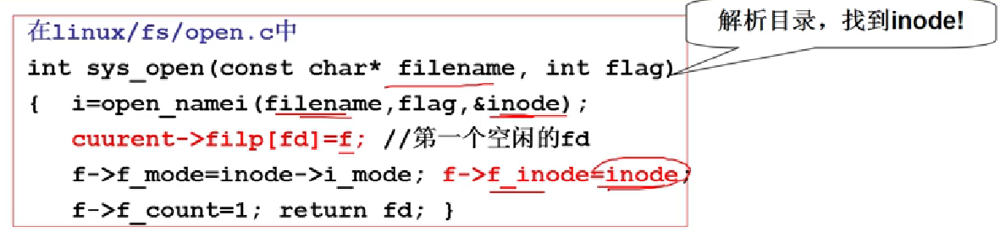 解析目录，找到inode!
在linux/fs/open.c中
int sys_open(const char* filename, int flag)
{  i=open_namei(filename,flag,&inode);
cuurent->filp[fd]=f; //第一个空闲的fd
f->f_mode=inode->i_mode; f->f_inode=inode;
f->f_count=1; return fd; }